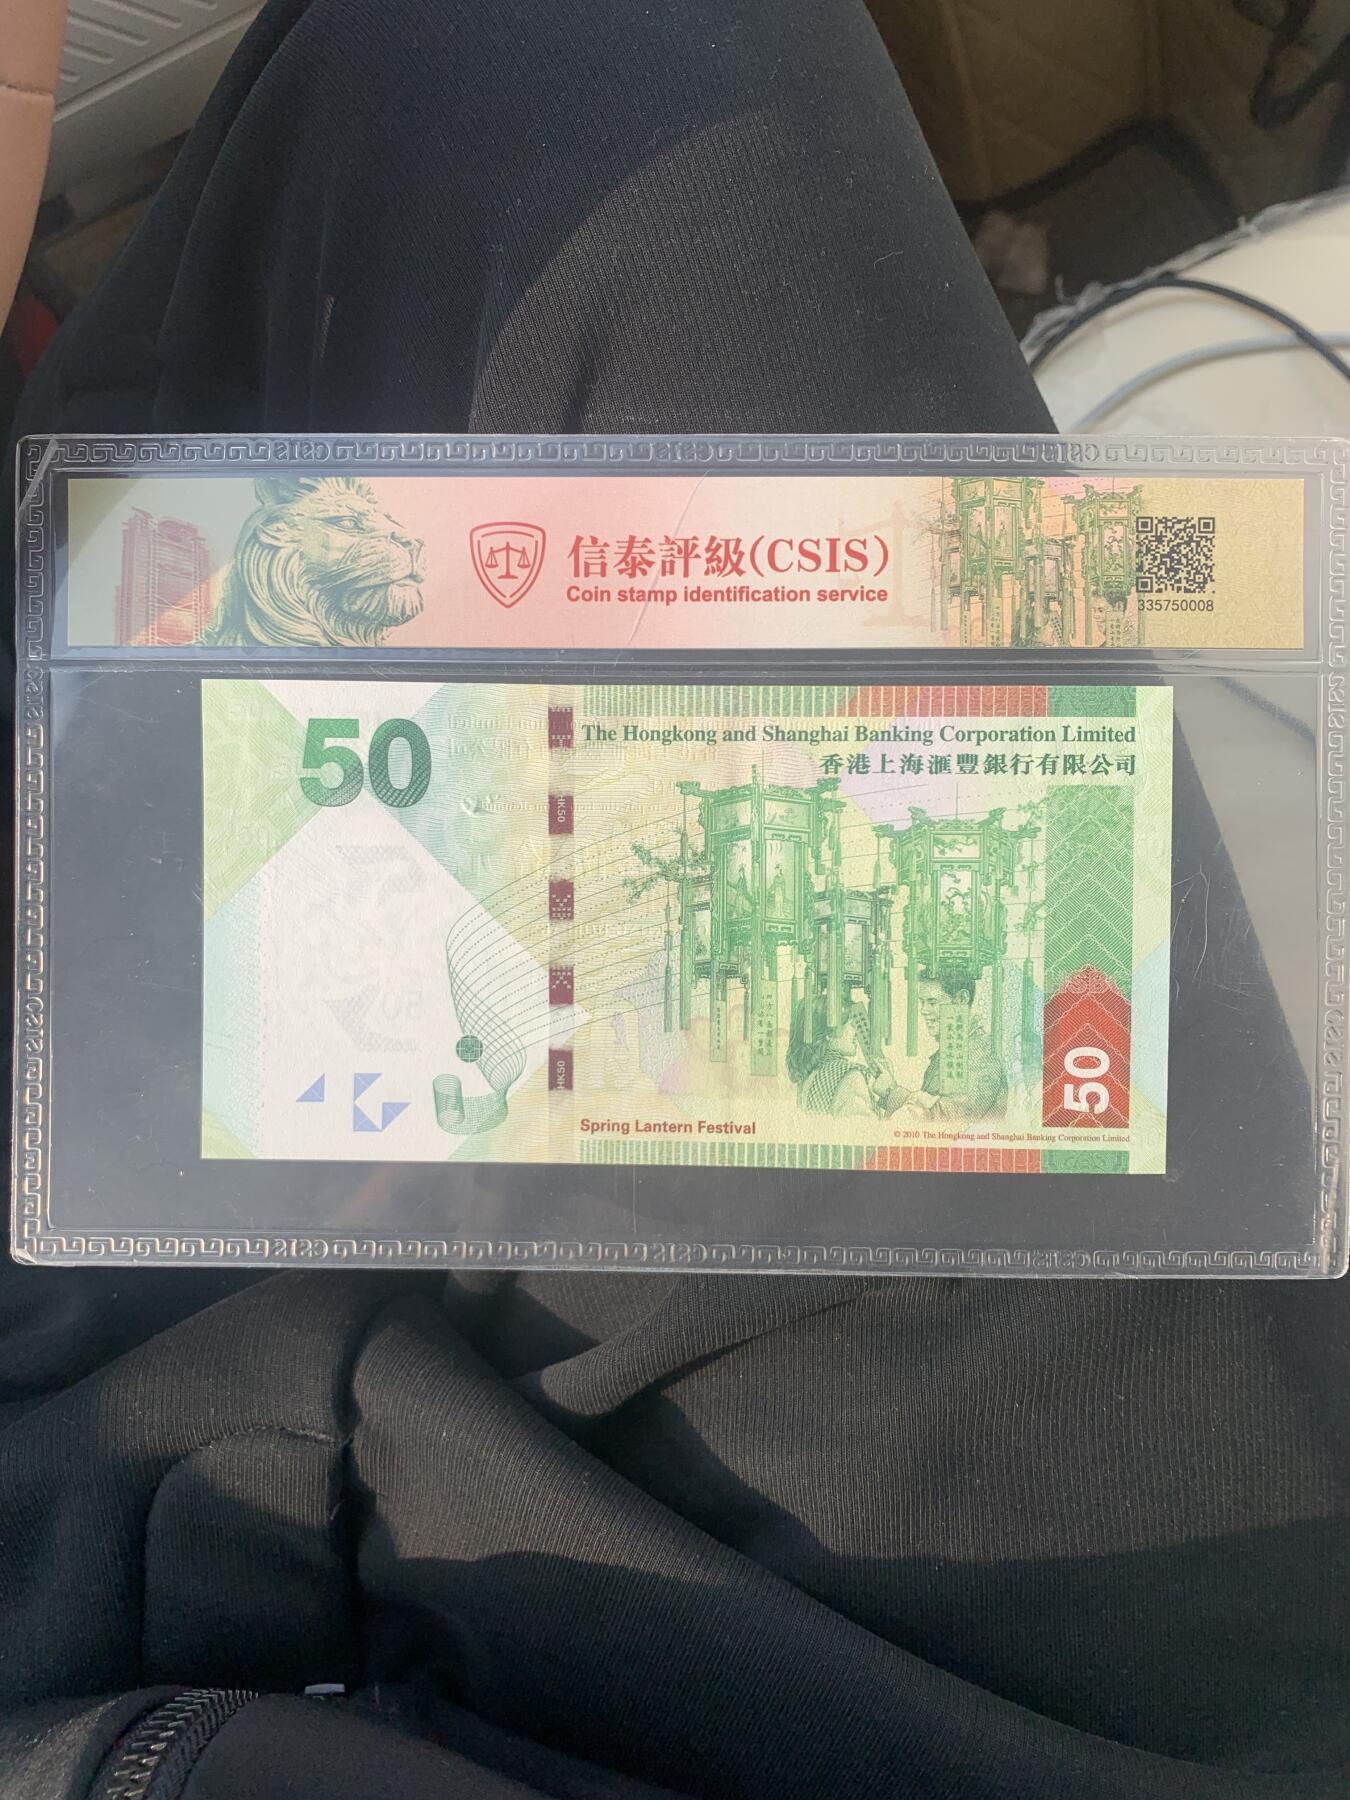 信泰評級(CSIS)
Coin stamp identification service
335750008
50
The Hongkong and Shanghai Banking Corporation Limited
香港上海滙豐銀行有限公司
HK50
HK50
50
Spring Lantern Festival
© 2010 The Hongkong and Shanghai Banking Corporation Limited